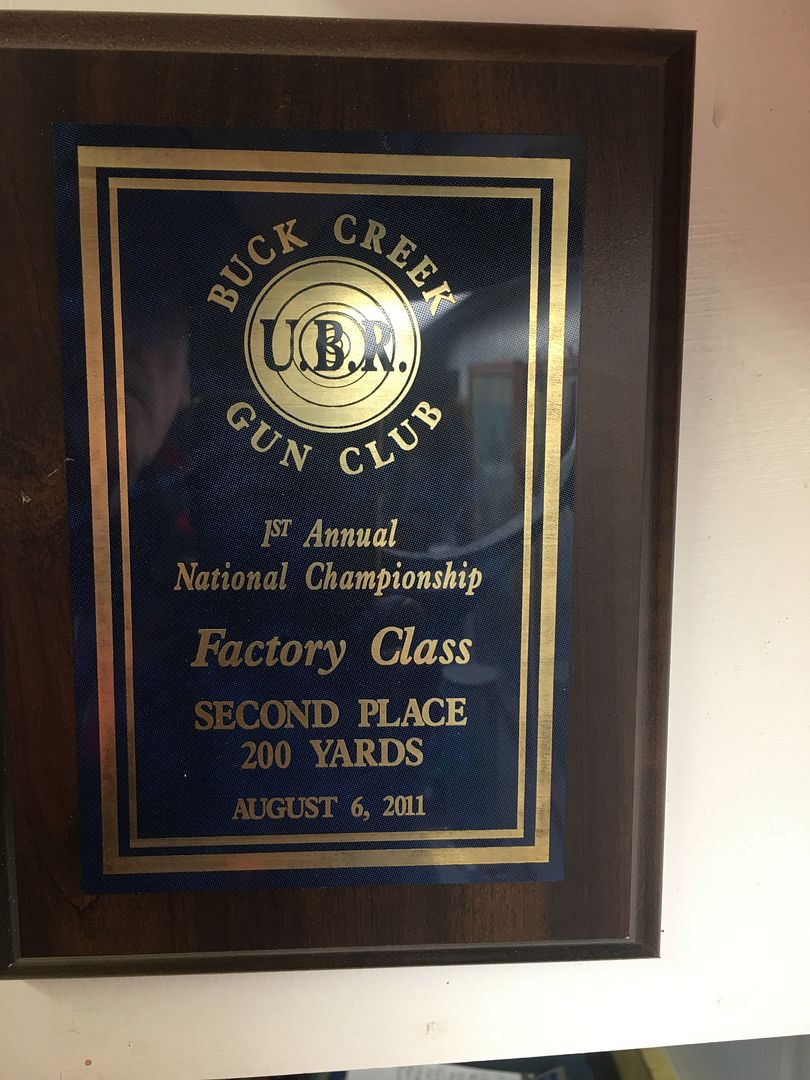 BUCK CREEK
U.B.R.
GUN CLUB
1ST Annual
National Championship
Factory Class
SECOND PLACE
200 YARDS
AUGUST 6, 2011